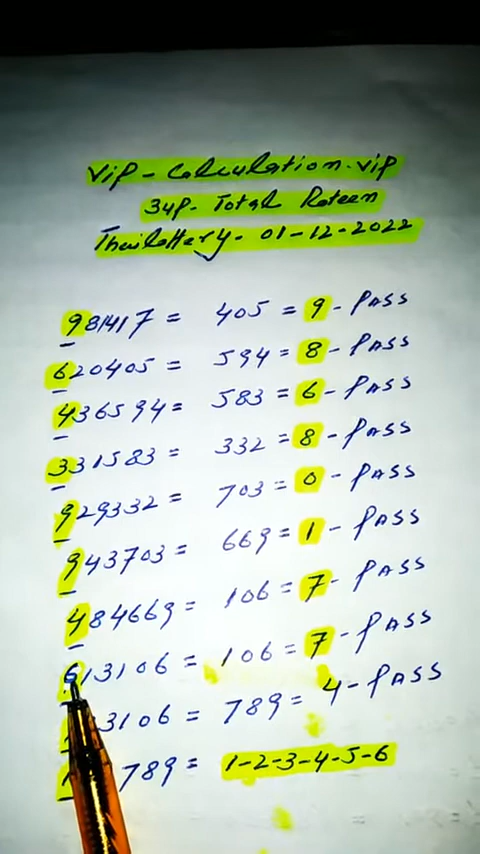 VIP - Calculation.vip
3up. Total Roteen
Thailottery. 01-12-2022
981417 = 405 = 9 - PASS
620405 = 594 = 8 - PASS
436594 = 583 = 6 - PASS
331583 = 332 = 8 - PASS
929332 = 703 = 0 - PASS
943703 = 669 = 1 - PASS
484669 = 106 = 7 - PASS
613106 = 106 = 7 - PASS
3106 = 789 = 4 - PASS
789 = 1-2-3-4-5-6